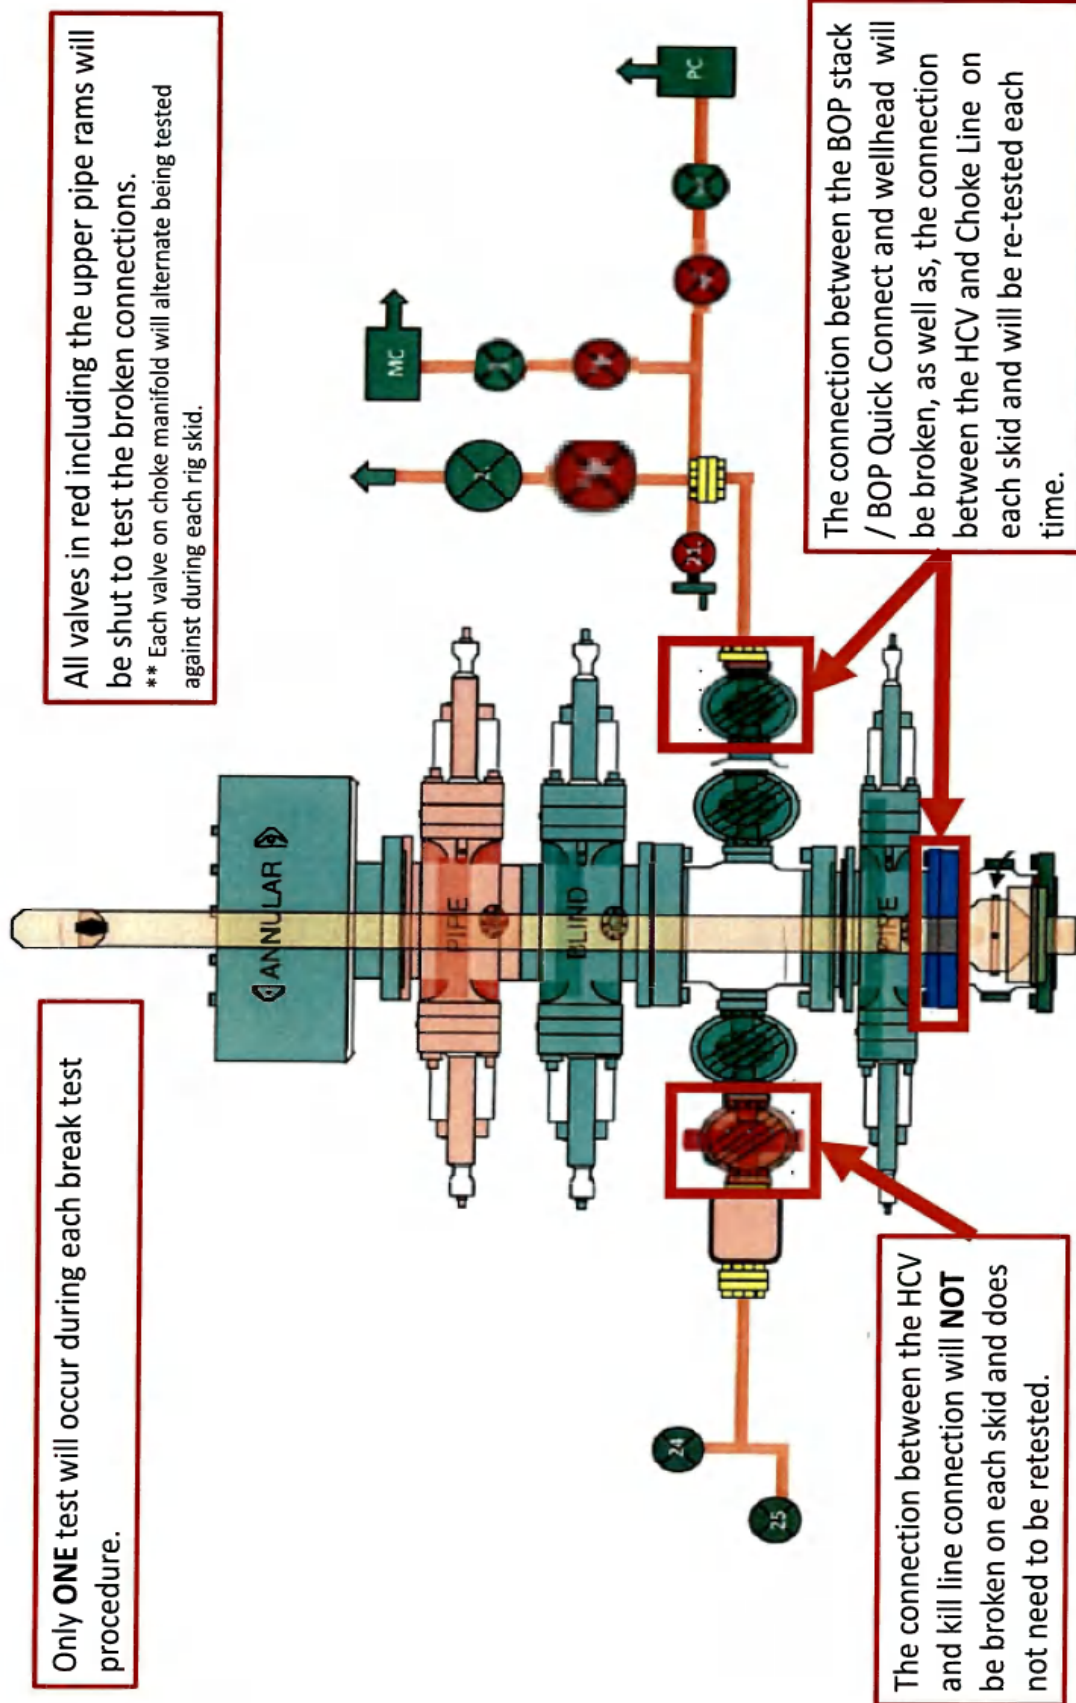 Only ONE test will occur during each break test
procedure.
All valves in red including the upper pipe rams will
be shut to test the broken connections.
** Each valve on choke manifold will alternate being tested
against during each rig skid.
ANNULAR
PIPE
BLIND
PIPE
MC
PC
21
24
25
The connection between the HCV
and kill line connection will NOT
be broken on each skid and does
not need to be retested.
The connection between the BOP stack
/ BOP Quick Connect and wellhead will
be broken, as well as, the connection
between the HCV and Choke Line on
each skid and will be re-tested each
time.